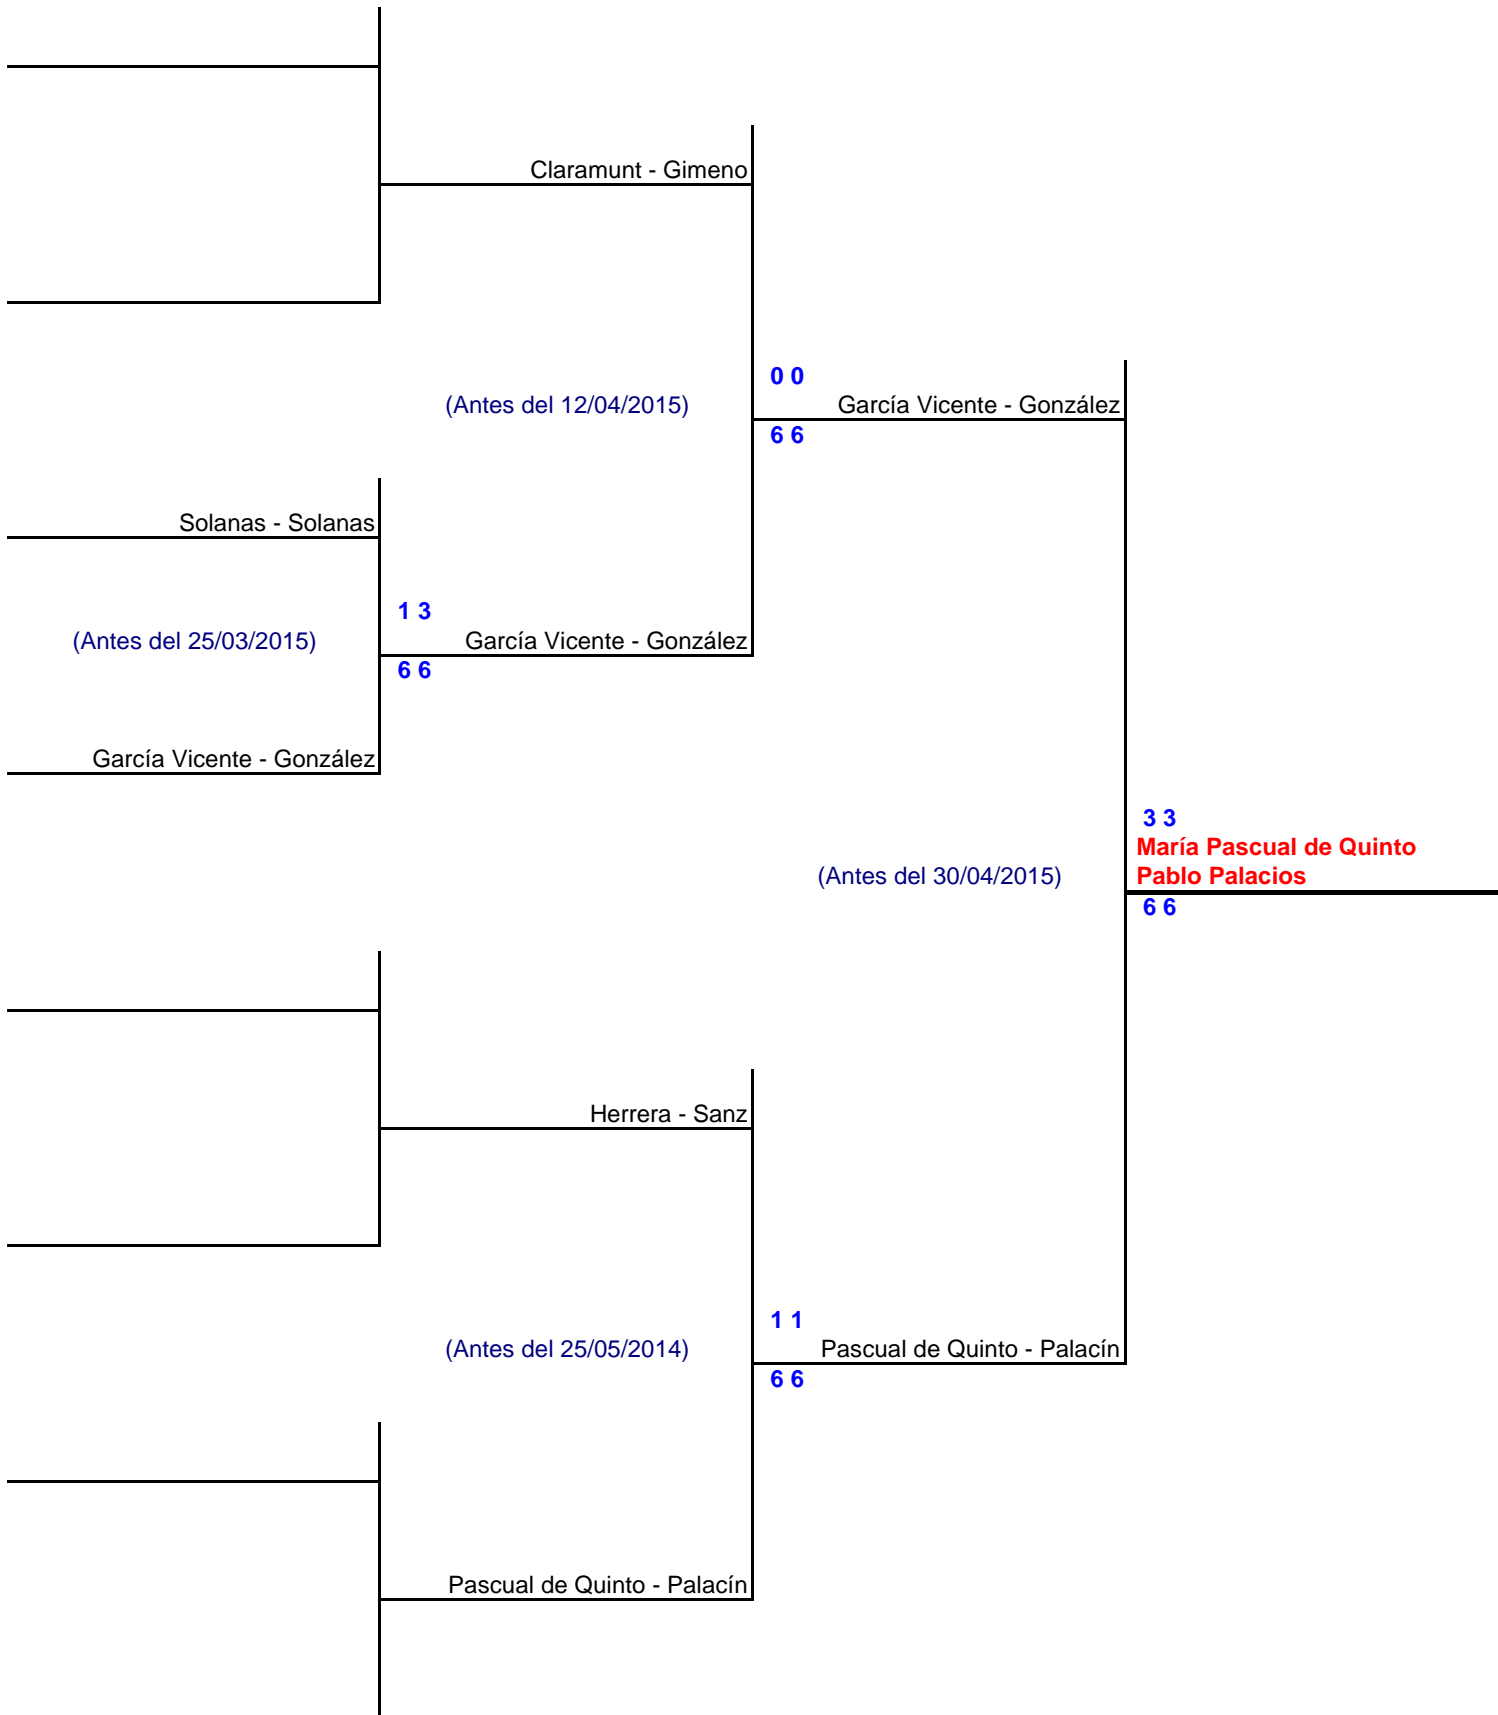 Claramunt - Gimeno
0 0
(Antes del 12/04/2015)
García Vicente - González
6 6
Solanas - Solanas
1 3
(Antes del 25/03/2015)
García Vicente - González
6 6
García Vicente - González
3 3
María Pascual de Quinto
(Antes del 30/04/2015)
Pablo Palacios
6 6
Herrera - Sanz
1 1
(Antes del 25/05/2014)
Pascual de Quinto - Palacín
6 6
Pascual de Quinto - Palacín